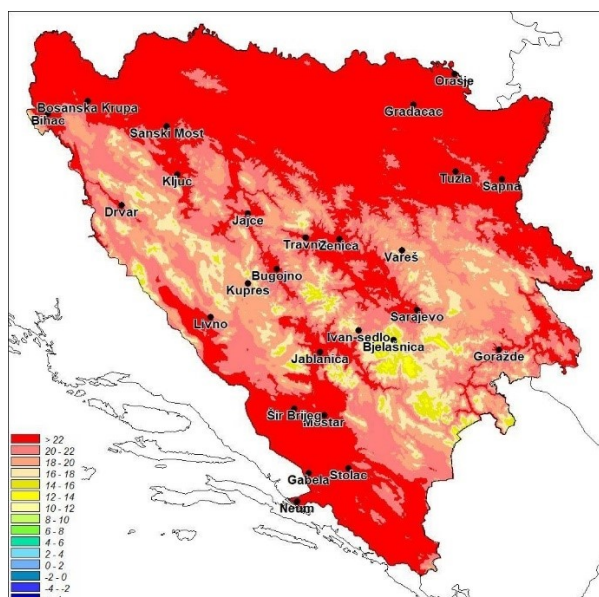 Orašje
Bosanska Krupa
Gradačac
Bihać
Sanski Most
Tuzla
Ključ
Sapna
Drvar
Jajce
Travnik
Zenica
Vareš
Bugojno
Kupres
Sarajevo
Livno
Ivan-sedlo
Bjelašnica
Jablanica
Goražde
Šir Brijeg
Mostar
Stolac
Gabela
Neum
> 22
20 - 22
18 - 20
16 - 18
14 - 16
12 - 14
10 - 12
8 - 10
6 - 8
4 - 6
2 - 4
0 - 2
-2 - 0
-4 - -2